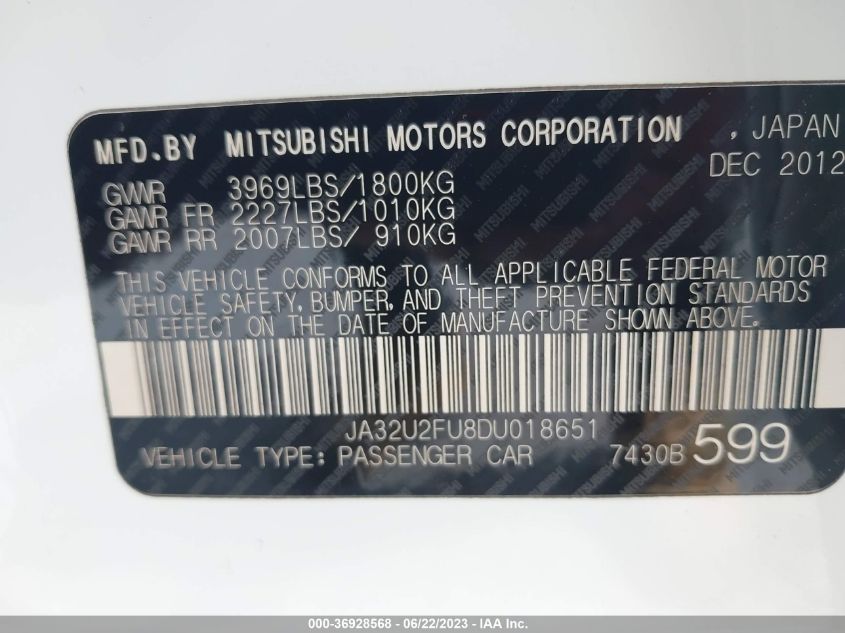 MFD.BY MITSUBISHI MOTORS CORPORATION , JAPAN
DEC 2012
GWR 3969LBS/1800KG
GAWR FR 2227LBS/1010KG
GAWR RR 2007LBS/ 910KG
THIS VEHICLE CONFORMS TO ALL APPLICABLE FEDERAL MOTOR
VEHICLE SAFETY, BUMPER, AND THEFT PREVENTION STANDARDS
IN EFFECT ON THE DATE OF MANUFACTURE SHOWN ABOVE.
JA32U2FU8DU018651
VEHICLE TYPE: PASSENGER CAR 7430B 599
000-36928568 - 06/22/2023 - IAA Inc.